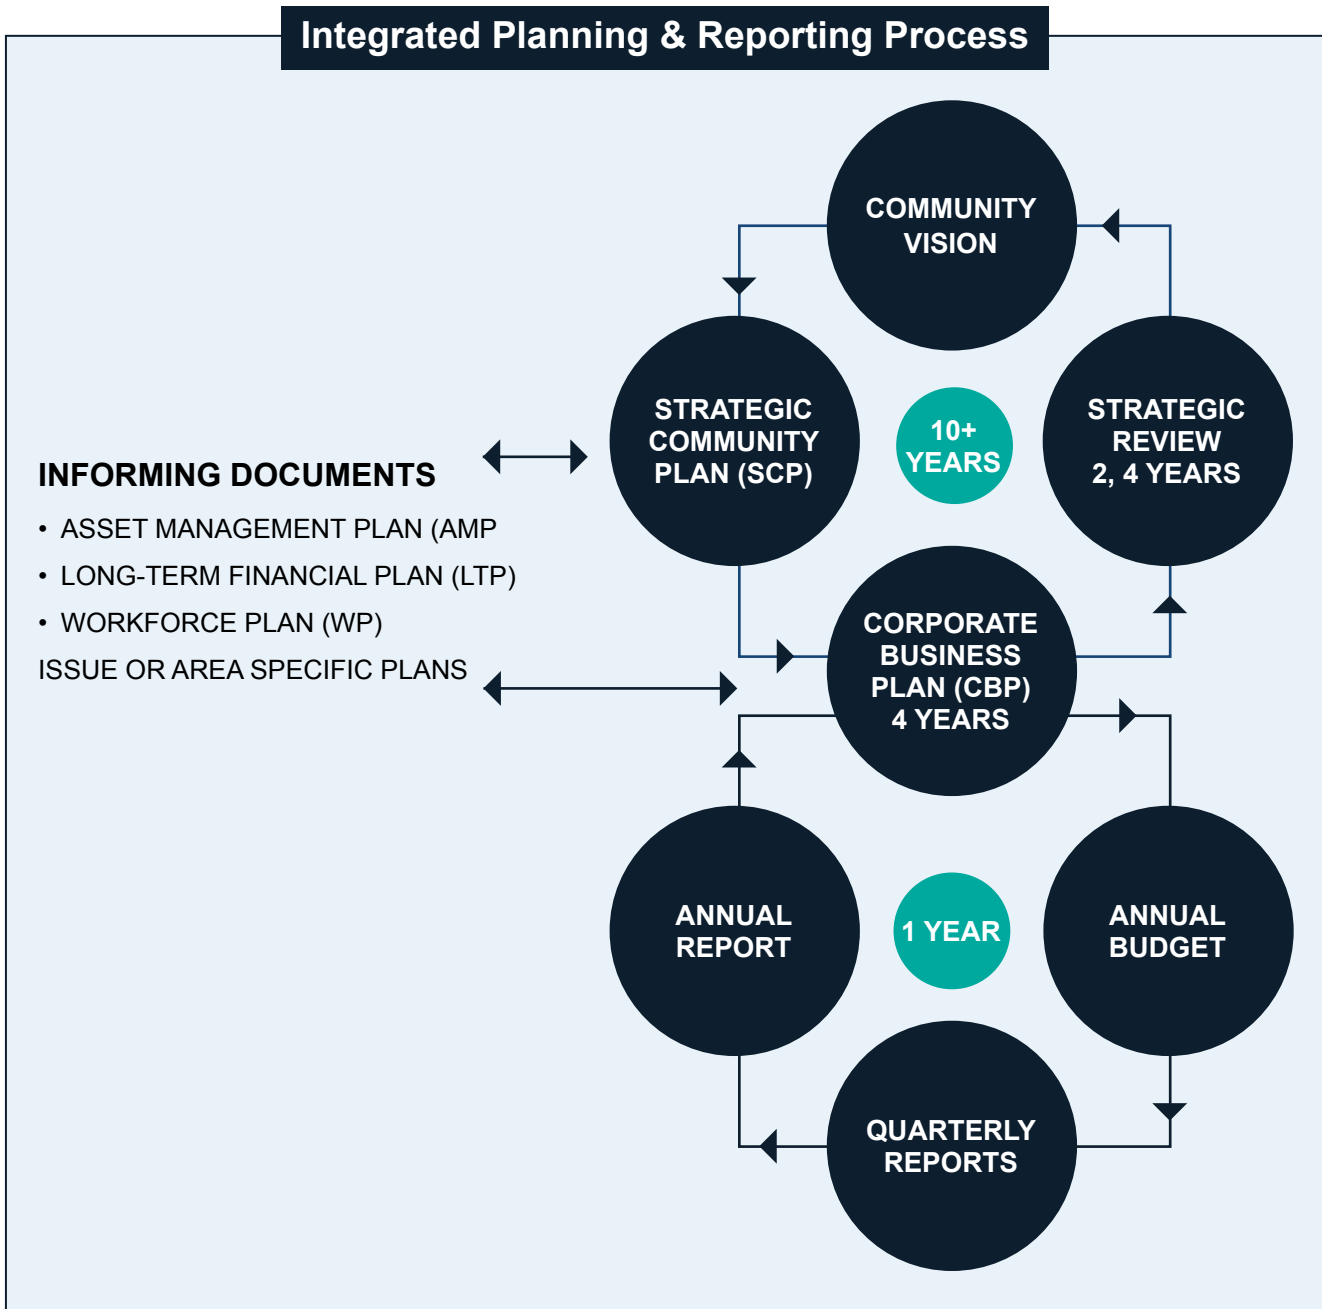 Integrated Planning & Reporting Process
COMMUNITY
VISION
STRATEGIC
COMMUNITY
PLAN (SCP)
10+
YEARS
STRATEGIC
REVIEW
2, 4 YEARS
INFORMING DOCUMENTS
• ASSET MANAGEMENT PLAN (AMP
• LONG-TERM FINANCIAL PLAN (LTP)
• WORKFORCE PLAN (WP)
ISSUE OR AREA SPECIFIC PLANS
CORPORATE
BUSINESS
PLAN (CBP)
4 YEARS
ANNUAL
REPORT
1 YEAR
ANNUAL
BUDGET
QUARTERLY
REPORTS